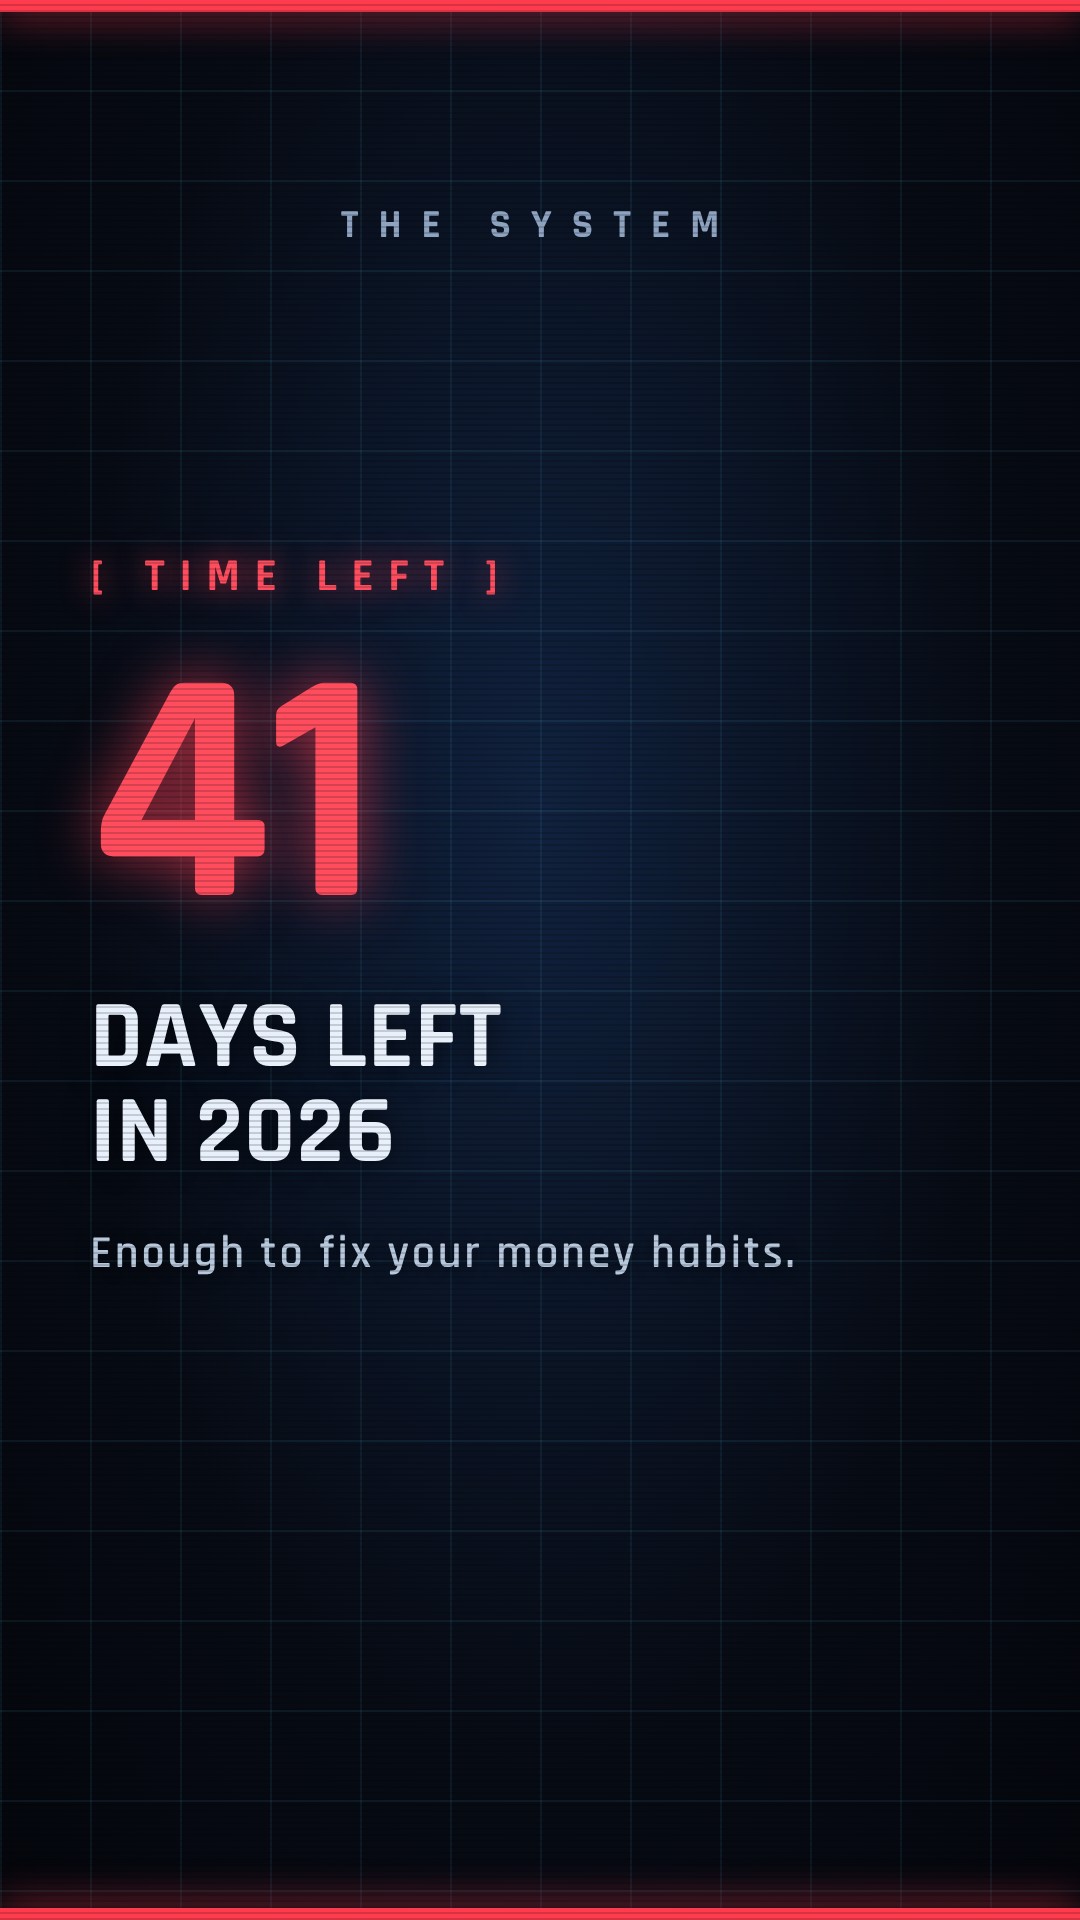 THE SYSTEM
[ TIME LEFT ]
41
DAYS LEFT
IN 2026
Enough to fix your money habits.